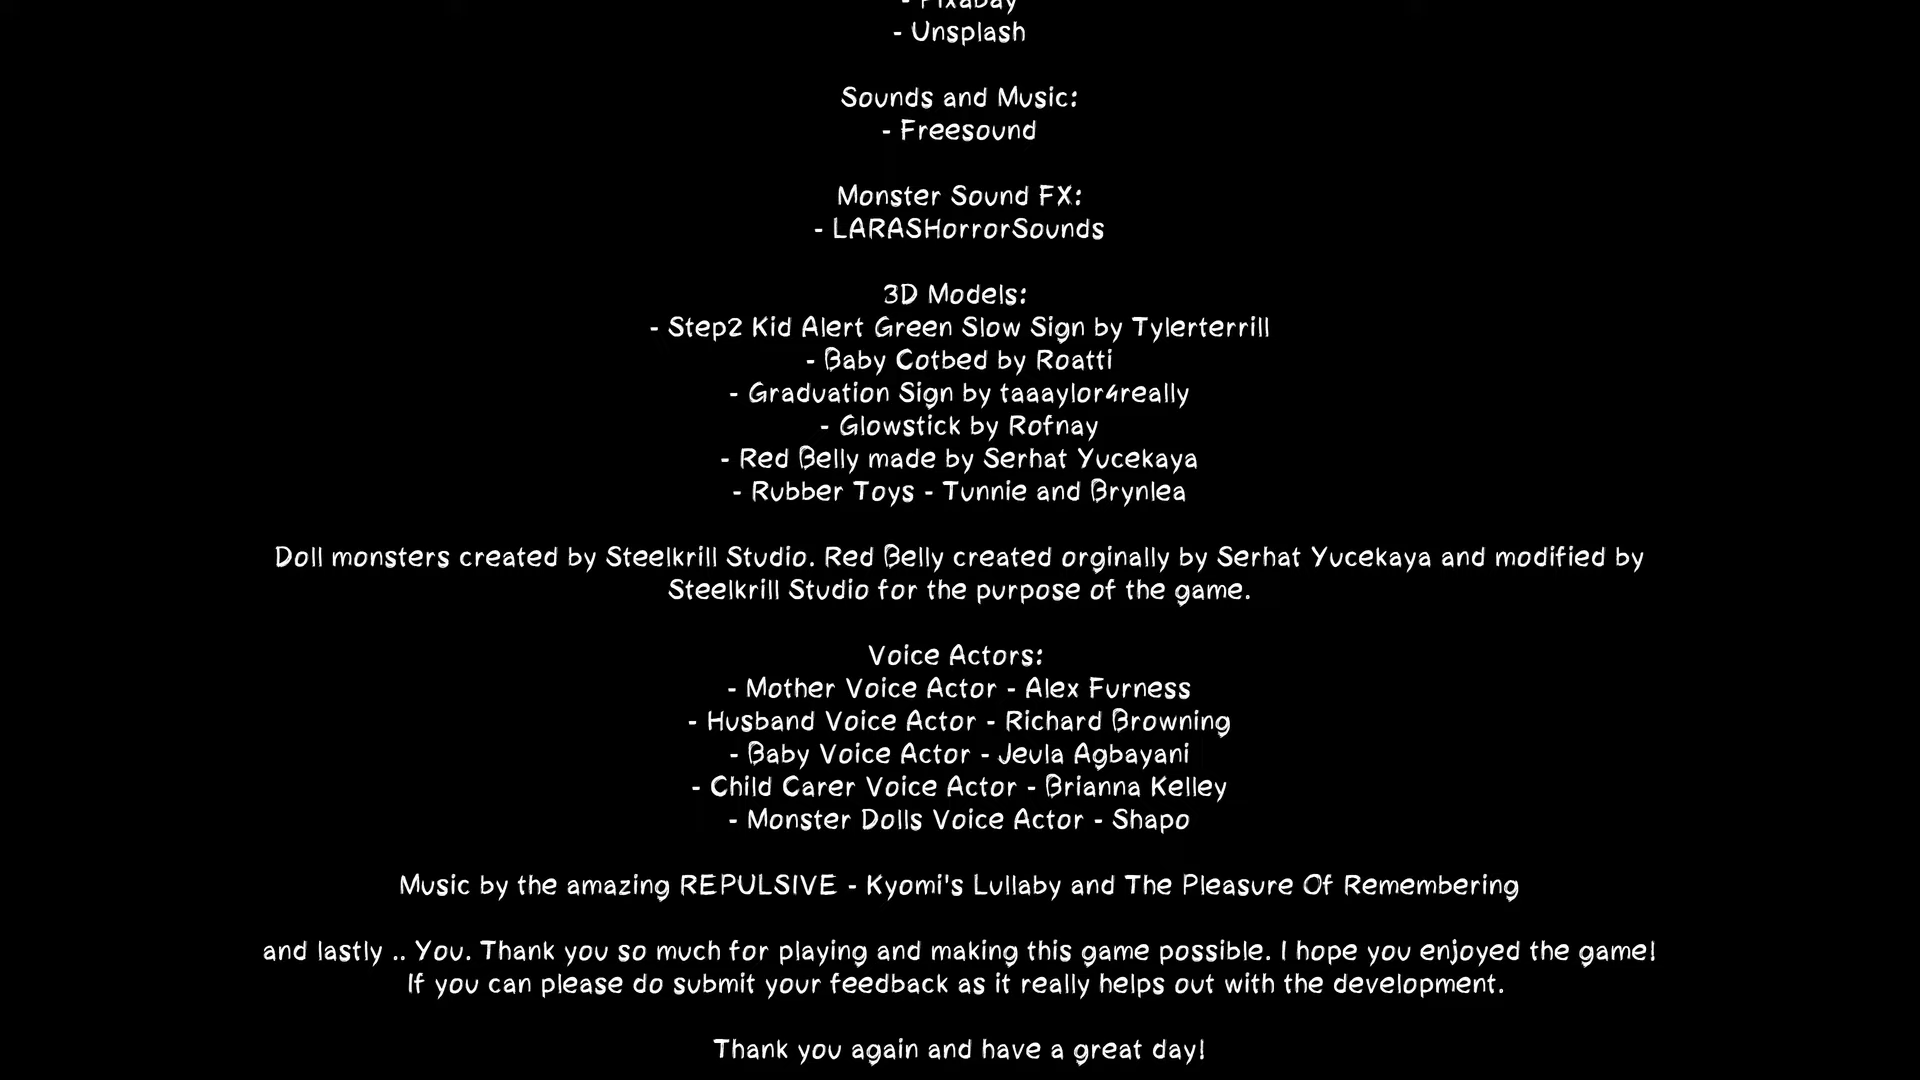 - Pixabay
- Unsplash
Sounds and Music:
- Freesound
Monster Sound FX:
- LARASHorrorSounds
3D Models:
- Step2 Kid Alert Green Slow Sign by Tylerterrill
- Baby Cotbed by Roatti
- Graduation Sign by taaaylor4really
- Glowstick by Rofnay
- Red Belly made by Serhat Yucekaya
- Rubber Toys - Tunnie and Brynlea
Doll monsters created by Steelkrill Studio. Red Belly created orginally by Serhat Yucekaya and modified by
Steelkrill Studio for the purpose of the game.
Voice Actors:
- Mother Voice Actor - Alex Furness
- Husband Voice Actor - Richard Browning
- Baby Voice Actor - Jeula Agbayani
- Child Carer Voice Actor - Brianna Kelley
- Monster Dolls Voice Actor - Shapo
Music by the amazing REPULSIVE - Kyomi's Lullaby and The Pleasure Of Remembering
and lastly .. You. Thank you so much for playing and making this game possible. I hope you enjoyed the game!
If you can please do submit your feedback as it really helps out with the development.
Thank you again and have a great day!